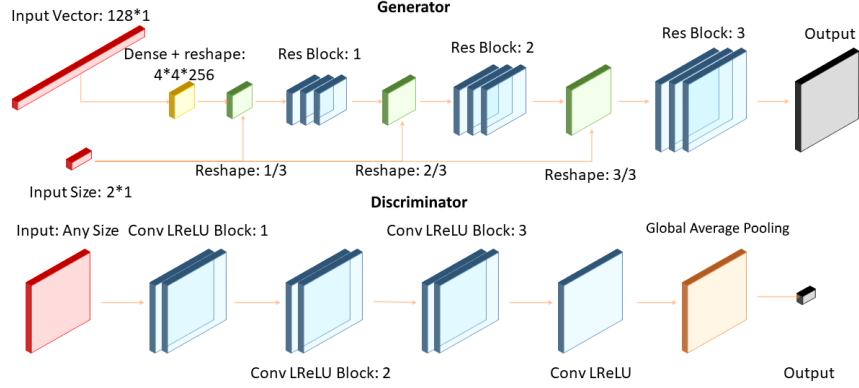 Generator
Input Vector: 128*1
Dense + reshape:
4*4*256
Res Block: 1
Res Block: 2
Res Block: 3
Output
Reshape: 1/3
Reshape: 2/3
Reshape: 3/3
Input Size: 2*1
Discriminator
Input: Any Size
Conv LReLU Block: 1
Conv LReLU Block: 3
Global Average Pooling
Conv LReLU Block: 2
Conv LReLU
Output